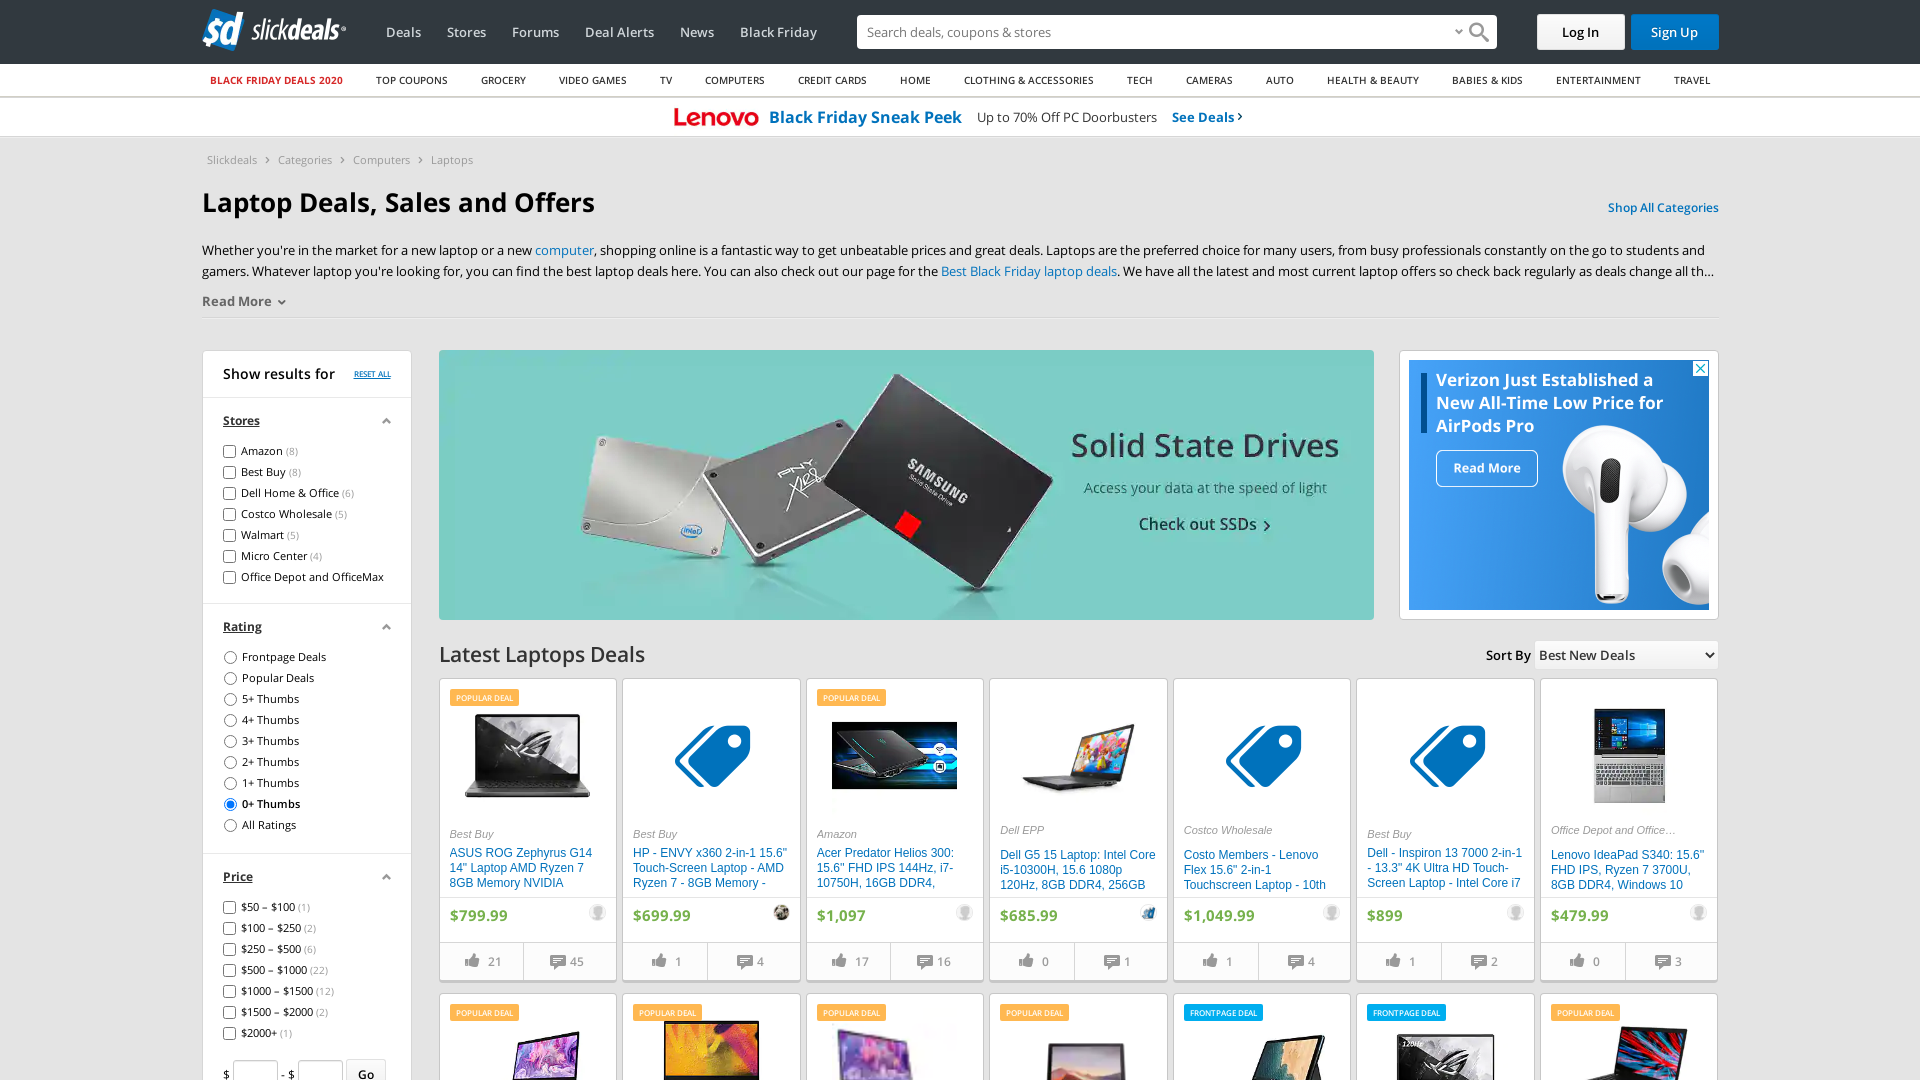 slickdeals
Deals
Stores
Forums
Deal Alerts
News
Black Friday
Search deals, coupons & stores
Log In
Sign Up
BLACK FRIDAY DEALS 2020
TOP COUPONS
GROCERY
VIDEO GAMES
TV
COMPUTERS
CREDIT CARDS
HOME
CLOTHING & ACCESSORIES
TECH
CAMERAS
AUTO
HEALTH & BEAUTY
BABIES & KIDS
ENTERTAINMENT
TRAVEL
Lenovo Black Friday Sneak Peek Up to 70% Off PC Doorbusters See Deals
Slickdeals > Categories > Computers > Laptops
Laptop Deals, Sales and Offers
Shop All Categories
Whether you're in the market for a new laptop or a new computer, shopping online is a fantastic way to get unbeatable prices and great deals. Laptops are the preferred choice for many users, from busy professionals constantly on the go to students and
gamers. Whatever laptop you're looking for, you can find the best laptop deals here. You can also check out our page for the Best Black Friday laptop deals. We have all the latest and most current laptop offers so check back regularly as deals change all th…
Read More
Show results for
RESET ALL
Stores
Amazon (8)
Best Buy (8)
Dell Home & Office (6)
Costco Wholesale (5)
Walmart (5)
Micro Center (4)
Office Depot and OfficeMax
Rating
Frontpage Deals
Popular Deals
5+ Thumbs
4+ Thumbs
3+ Thumbs
2+ Thumbs
1+ Thumbs
0+ Thumbs
All Ratings
Price
$50 – $100 (1)
$100 – $250 (2)
$250 – $500 (6)
$500 – $1000 (22)
$1000 – $1500 (12)
$1500 – $2000 (2)
$2000+ (1)
$ - $ Go
intel
PNY
XLR8
SAMSUNG
Solid State Drive
Solid State Drives
Access your data at the speed of light
Check out SSDs >
Verizon Just Established a
New All-Time Low Price for
AirPods Pro
Read More
Latest Laptops Deals
Sort By Best New Deals
POPULAR DEAL
Best Buy
ASUS ROG Zephyrus G14
14" Laptop AMD Ryzen 7
8GB Memory NVIDIA
$799.99
21
45
Best Buy
HP - ENVY x360 2-in-1 15.6"
Touch-Screen Laptop - AMD
Ryzen 7 - 8GB Memory -
$699.99
1
4
POPULAR DEAL
Amazon
Acer Predator Helios 300:
15.6'' FHD IPS 144Hz, i7-
10750H, 16GB DDR4,
$1,097
17
16
Dell EPP
Dell G5 15 Laptop: Intel Core
i5-10300H, 15.6 1080p
120Hz, 8GB DDR4, 256GB
$685.99
0
1
Costco Wholesale
Costo Members - Lenovo
Flex 15.6" 2-in-1
Touchscreen Laptop - 10th
$1,049.99
1
4
Best Buy
Dell - Inspiron 13 7000 2-in-1
- 13.3" 4K Ultra HD Touch-
Screen Laptop - Intel Core i7
$899
1
2
Office Depot and Office…
Lenovo IdeaPad S340: 15.6''
FHD IPS, Ryzen 7 3700U,
8GB DDR4, Windows 10
$479.99
0
3
POPULAR DEAL
POPULAR DEAL
POPULAR DEAL
POPULAR DEAL
FRONTPAGE DEAL
FRONTPAGE DEAL
120Hz
POPULAR DEAL